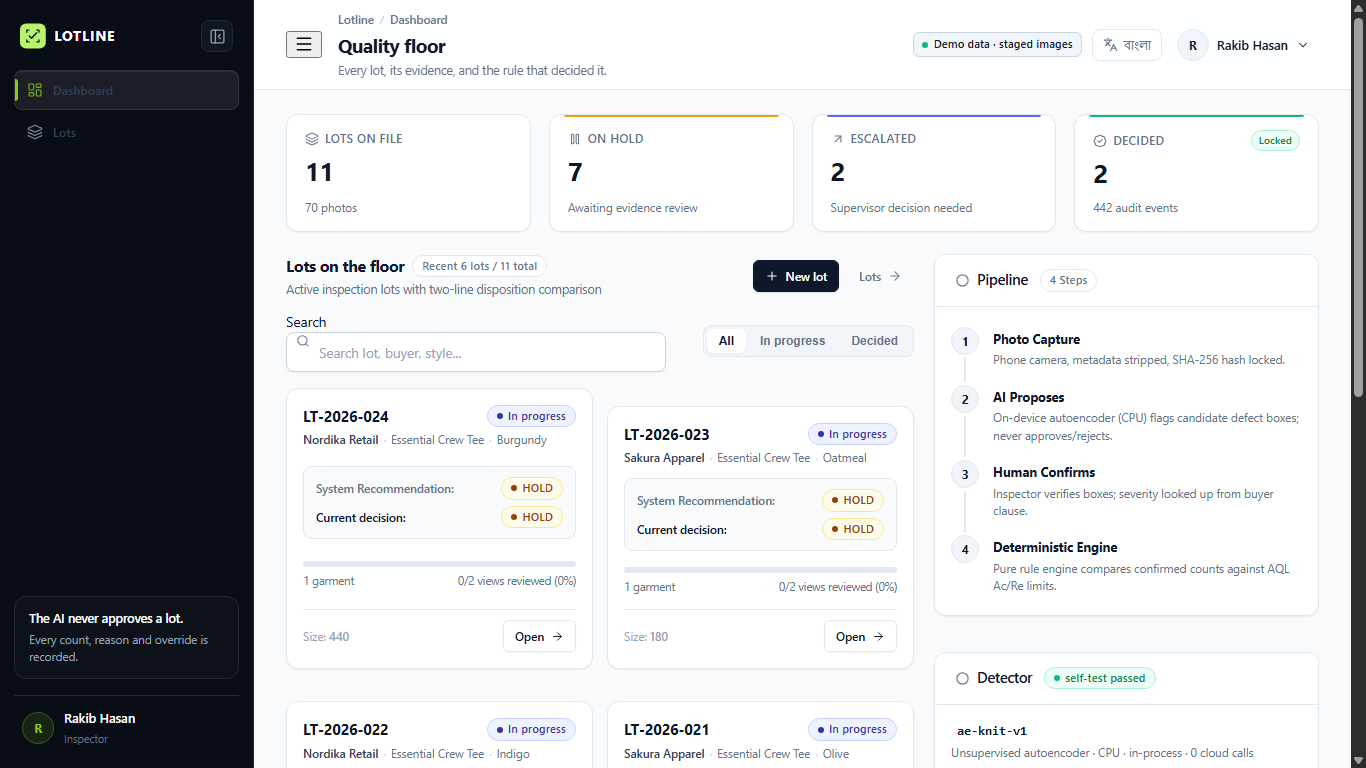 LOTLINE
Dashboard
Lots
The AI never approves a lot.
Every count, reason and override is
recorded.
R
Rakib Hasan
Inspector
Lotline / Dashboard
Quality floor
Every lot, its evidence, and the rule that decided it.
Demo data · staged images
বাংলা
R
Rakib Hasan
LOTS ON FILE
11
70 photos
ON HOLD
7
Awaiting evidence review
ESCALATED
2
Supervisor decision needed
DECIDED
Locked
2
442 audit events
Lots on the floor
Recent 6 lots / 11 total
Active inspection lots with two-line disposition comparison
New lot
Lots
Search
Search lot, buyer, style...
All
In progress
Decided
LT-2026-024
In progress
Nordika Retail · Essential Crew Tee · Burgundy
System Recommendation:
HOLD
Current decision:
HOLD
1 garment
0/2 views reviewed (0%)
Size: 440
Open
LT-2026-023
In progress
Sakura Apparel · Essential Crew Tee · Oatmeal
System Recommendation:
HOLD
Current decision:
HOLD
1 garment
0/2 views reviewed (0%)
Size: 180
Open
LT-2026-022
In progress
Nordika Retail · Essential Crew Tee · Indigo
LT-2026-021
In progress
Sakura Apparel · Essential Crew Tee · Olive
Pipeline
4 Steps
1
Photo Capture
Phone camera, metadata stripped, SHA-256 hash locked.
2
AI Proposes
On-device autoencoder (CPU) flags candidate defect boxes;
never approves/rejects.
3
Human Confirms
Inspector verifies boxes; severity looked up from buyer
clause.
4
Deterministic Engine
Pure rule engine compares confirmed counts against AQL
Ac/Re limits.
Detector
self-test passed
ae-knit-v1
Unsupervised autoencoder · CPU · in-process · 0 cloud calls